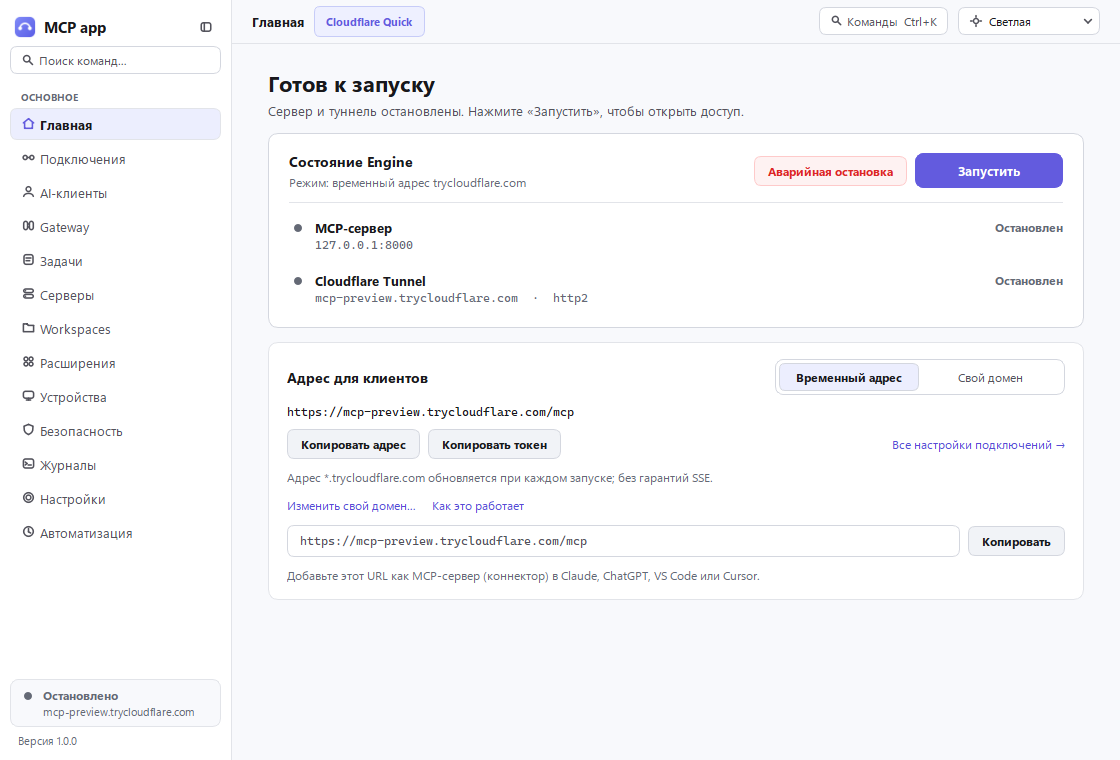 MCP app
Поиск команд...
ОСНОВНОЕ
Главная
Подключения
AI-клиенты
Gateway
Задачи
Серверы
Workspaces
Расширения
Устройства
Безопасность
Журналы
Настройки
Автоматизация
Остановлено
mcp-preview.trycloudflare.com
Версия 1.0.0
Главная
Cloudflare Quick
Команды Ctrl+K
Светлая
Готов к запуску
Сервер и туннель остановлены. Нажмите «Запустить», чтобы открыть доступ.
Состояние Engine
Режим: временный адрес trycloudflare.com
Аварийная остановка
Запустить
MCP-сервер
127.0.0.1:8000
Остановлен
Cloudflare Tunnel
mcp-preview.trycloudflare.com · http2
Остановлен
Адрес для клиентов
Временный адрес
Свой домен
https://mcp-preview.trycloudflare.com/mcp
Копировать адрес
Копировать токен
Все настройки подключений →
Адрес *.trycloudflare.com обновляется при каждом запуске; без гарантий SSE.
Изменить свой домен...
Как это работает
https://mcp-preview.trycloudflare.com/mcp
Копировать
Добавьте этот URL как MCP-сервер (коннектор) в Claude, ChatGPT, VS Code или Cursor.